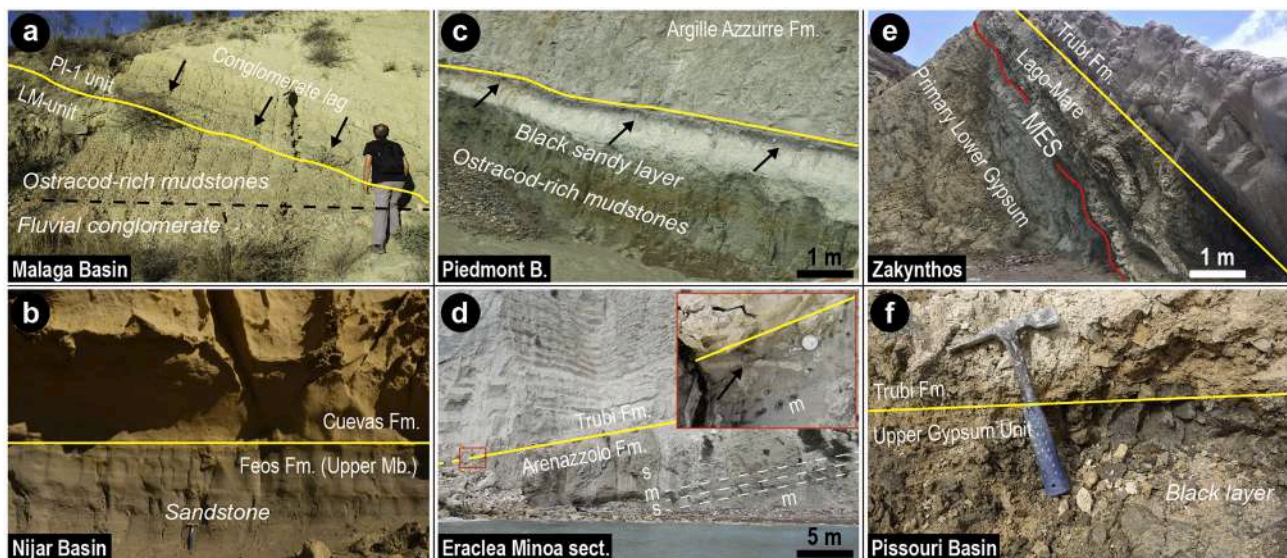 a
Pl-1 unit
LM-unit
Conglomerate lag
Ostracod-rich mudstones
Fluvial conglomerate
Malaga Basin
b
Cuevas Fm.
Feos Fm. (Upper Mb.)
Sandstone
Nijar Basin
c
Argille Azzurre Fm.
Black sandy layer
Ostracod-rich mudstones
1 m
Piedmont B.
d
m
Trubi Fm.
Arenazzolo Fm.
s
m
s
m
5 m
Eraclea Minoa sect.
e
Trubi Fm.
Lago-Mare
MES
Primary Lower Gypsum
1 m
Zakynthos
f
Trubi Fm.
Upper Gypsum Unit
Black layer
Pissouri Basin